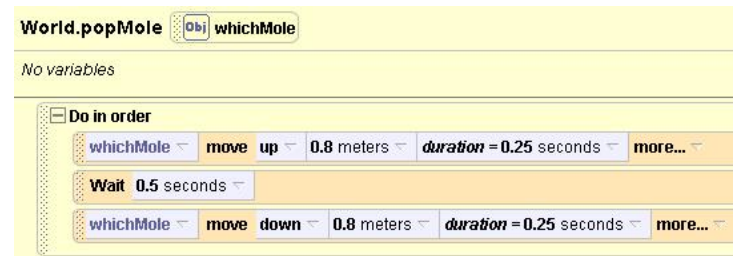 World.popMole Obj whichMole
No variables
Do in order
whichMole move up 0.8 meters duration = 0.25 seconds more...
Wait 0.5 seconds
whichMole move down 0.8 meters duration = 0.25 seconds more...